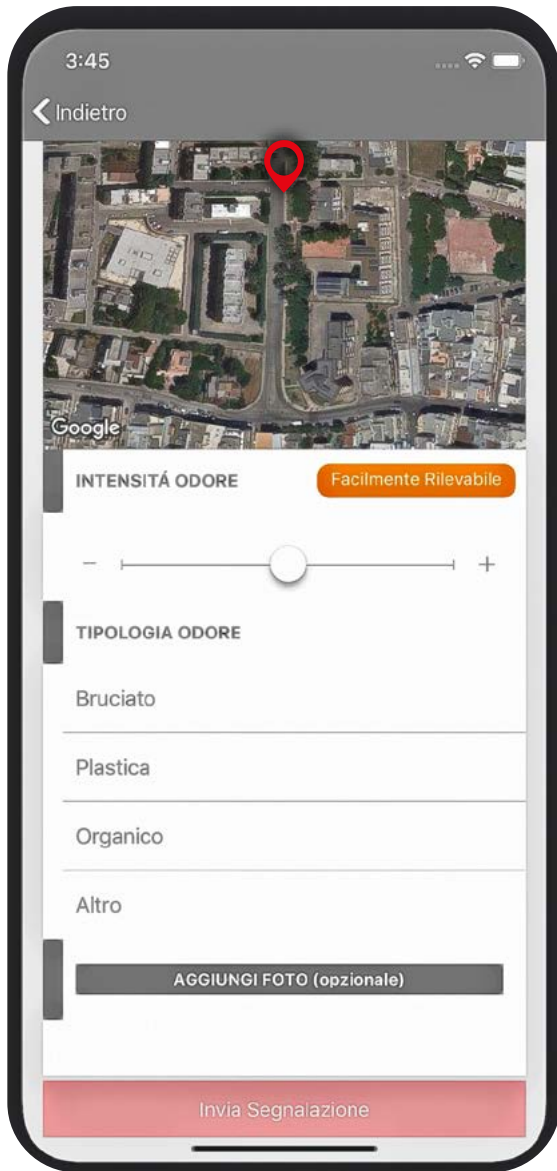 3:45
Indietro
Google
INTENSITÁ ODORE
Facilmente Rilevabile
− +
TIPOLOGIA ODORE
Bruciato
Plastica
Organico
Altro
AGGIUNGI FOTO (opzionale)
Invia Segnalazione